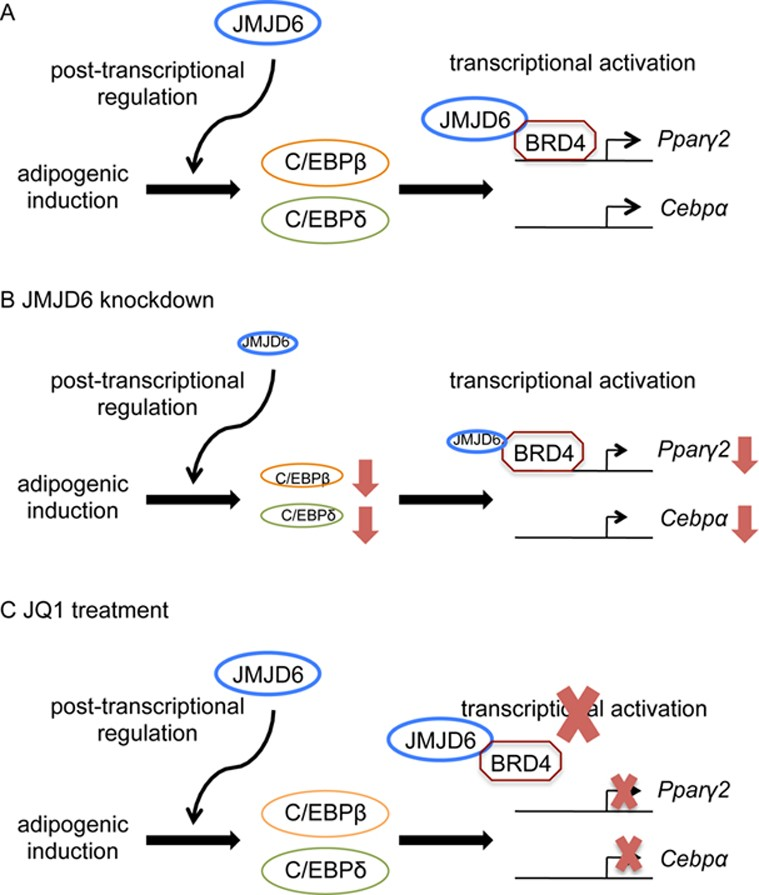 A
JMJD6
post-transcriptional
regulation
transcriptional activation
JMJD6
BRD4
Pparγ2
C/EBPβ
adipogenic
induction
C/EBPδ
Cebpα
B JMJD6 knockdown
JMJD6
post-transcriptional
regulation
transcriptional activation
JMJD6
BRD4
Pparγ2
adipogenic
induction
C/EBPβ
C/EBPδ
Cebpα
C JQ1 treatment
JMJD6
post-transcriptional
regulation
transcriptional activation
JMJD6
BRD4
Pparγ2
C/EBPβ
adipogenic
induction
C/EBPδ
Cebpα